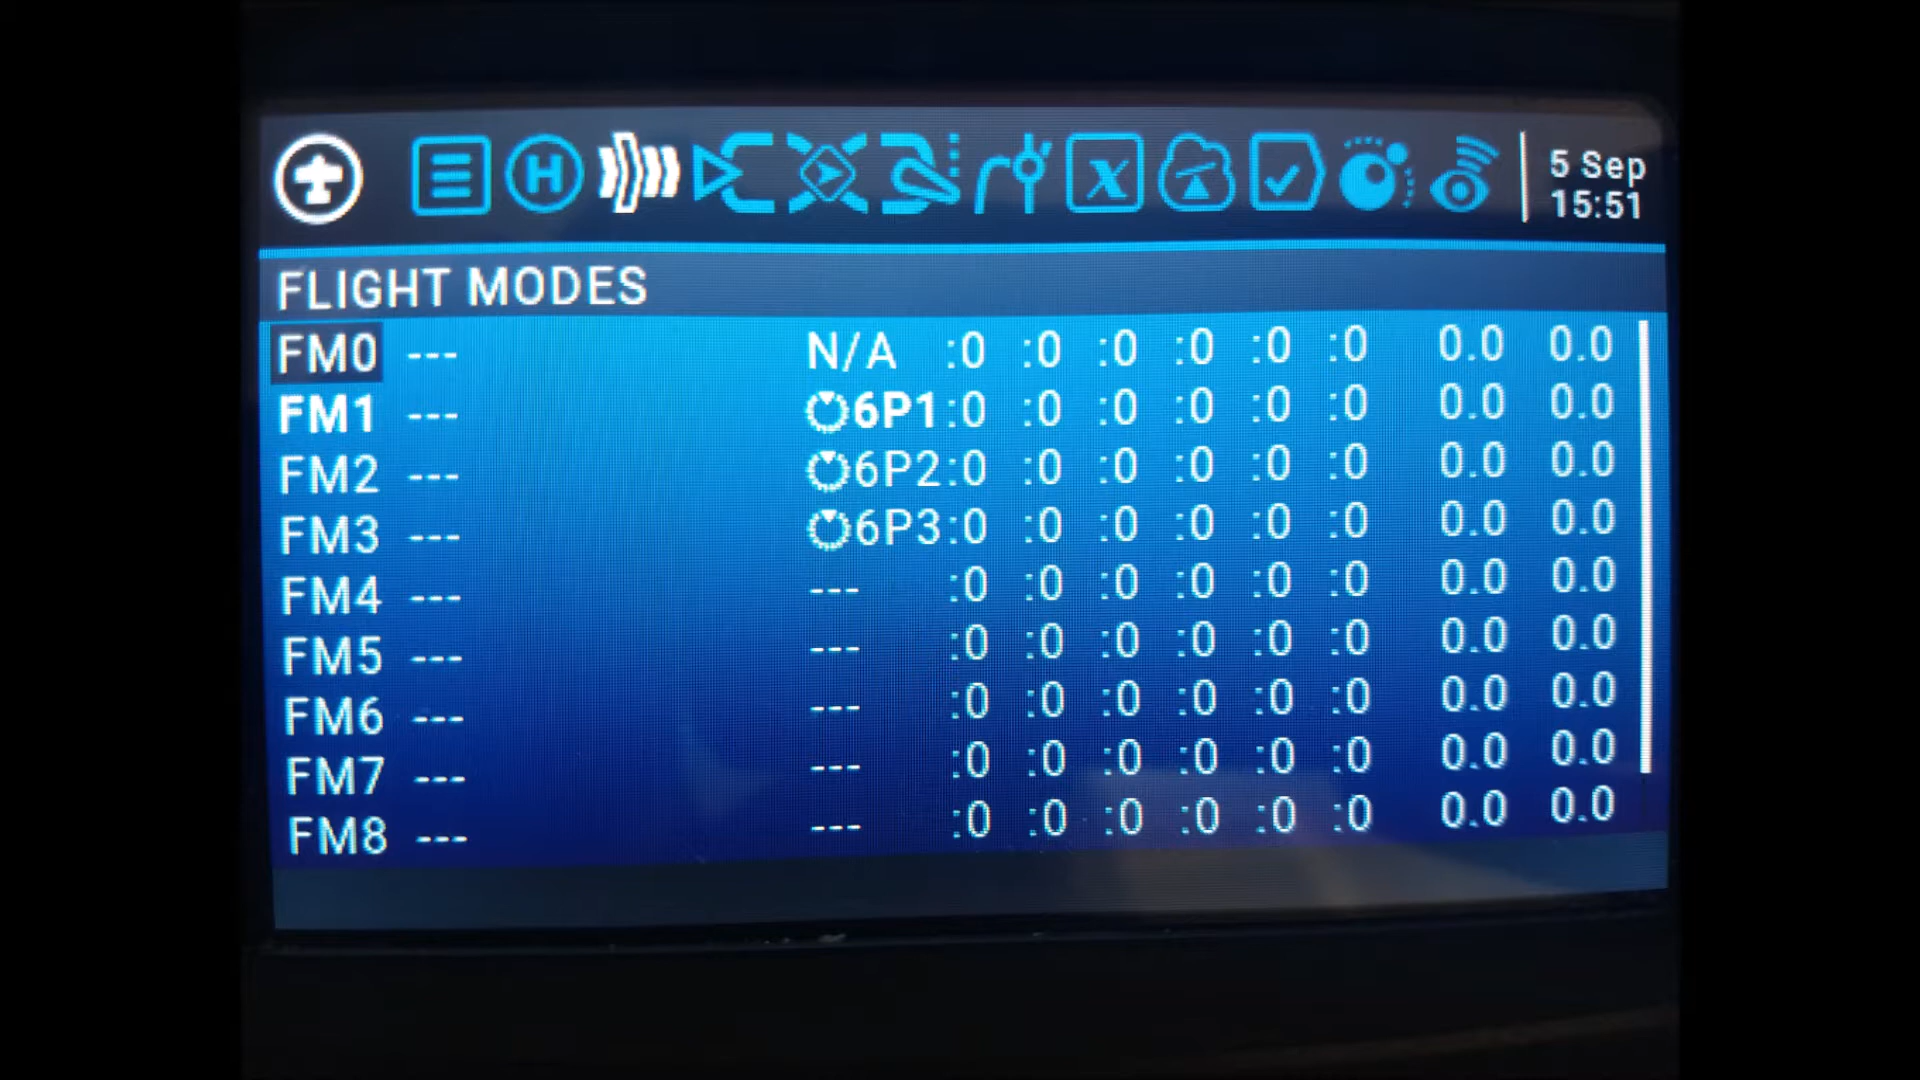 5 Sep
15:51
FLIGHT MODES
FM0 --- N/A :0 :0 :0 :0 :0 :0 0.0 0.0
FM1 --- 6P1 :0 :0 :0 :0 :0 :0 0.0 0.0
FM2 --- 6P2 :0 :0 :0 :0 :0 :0 0.0 0.0
FM3 --- 6P3 :0 :0 :0 :0 :0 :0 0.0 0.0
FM4 --- --- :0 :0 :0 :0 :0 :0 0.0 0.0
FM5 --- --- :0 :0 :0 :0 :0 :0 0.0 0.0
FM6 --- --- :0 :0 :0 :0 :0 :0 0.0 0.0
FM7 --- --- :0 :0 :0 :0 :0 :0 0.0 0.0
FM8 --- --- :0 :0 :0 :0 :0 :0 0.0 0.0